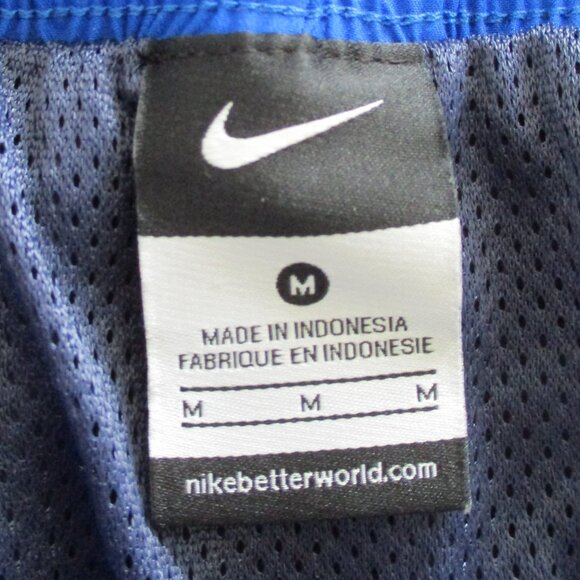 M
MADE IN INDONESIA
FABRIQUE EN INDONESIE
M M M
nikebetterworld.com